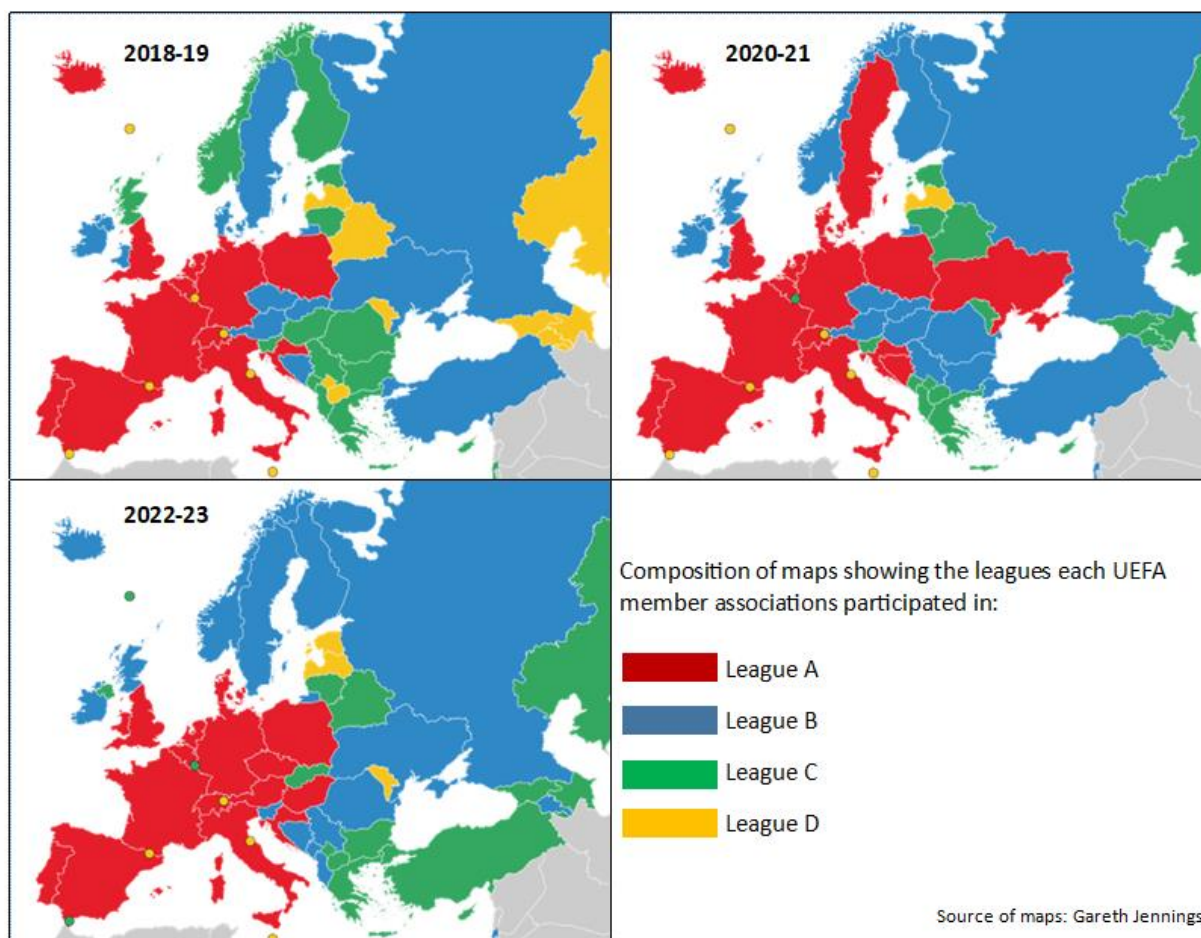 2018-19
2020-21
2022-23
Composition of maps showing the leagues each UEFA
member associations participated in:
League A
League B
League C
League D
Source of maps: Gareth Jennings